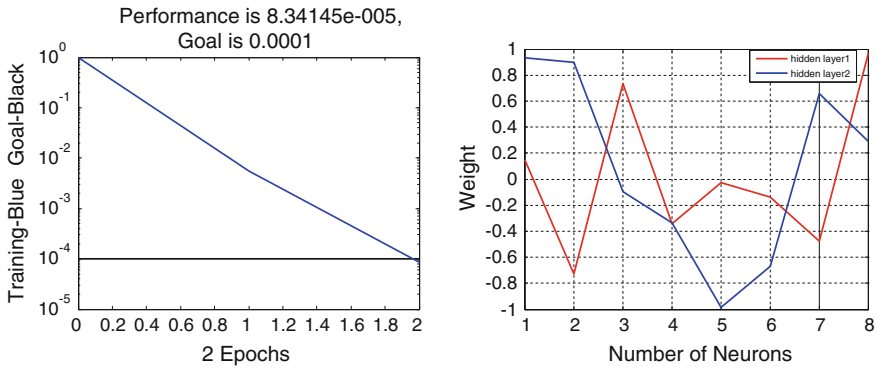 Performance is 8.34145e-005,
Goal is 0.0001
Training-Blue Goal-Black
10^0
10^-1
10^-2
10^-3
10^-4
10^-5
0 0.2 0.4 0.6 0.8 1 1.2 1.4 1.6 1.8 2
2 Epochs
Weight
1
0.8
0.6
0.4
0.2
0
-0.2
-0.4
-0.6
-0.8
-1
hidden layer1
hidden layer2
1 2 3 4 5 6 7 8
Number of Neurons